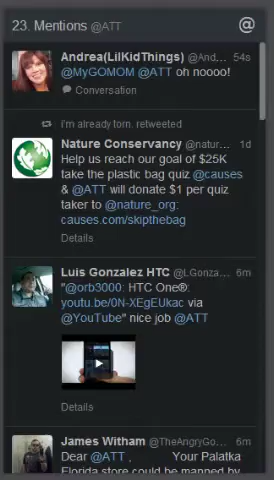 23. Mentions @ATT @
Andrea(LilKidThings) @And... 54s
@MyGOMOM @ATT oh noooo!
Conversation
i'm already torn. retweeted
Nature Conservancy @natur... 1d
Help us reach our goal of $25K
take the plastic bag quiz @causes
& @ATT will donate $1 per quiz
taker to @nature_org:
causes.com/skipthebag
Details
Luis Gonzalez HTC @LGonza... 6m
"@orb3000: HTC One®:
youtu.be/0N-XEgEUkac via
@YouTube" nice job @ATT
Details
James Witham @TheAngryGo... 6m
Dear @ATT , Your Palatka
Florida store could be manned by